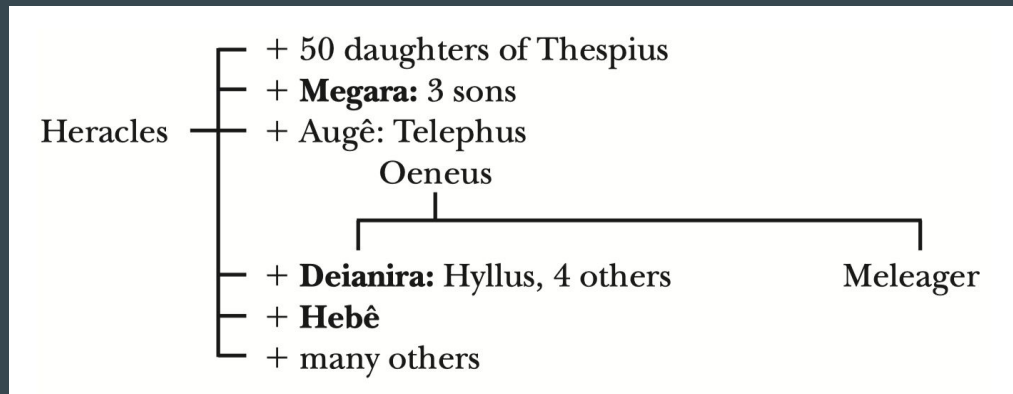 + 50 daughters of Thespius
+ Megara: 3 sons
Heracles + Augê: Telephus
Oeneus
+ Deianira: Hyllus, 4 others Meleager
+ Hebê
+ many others